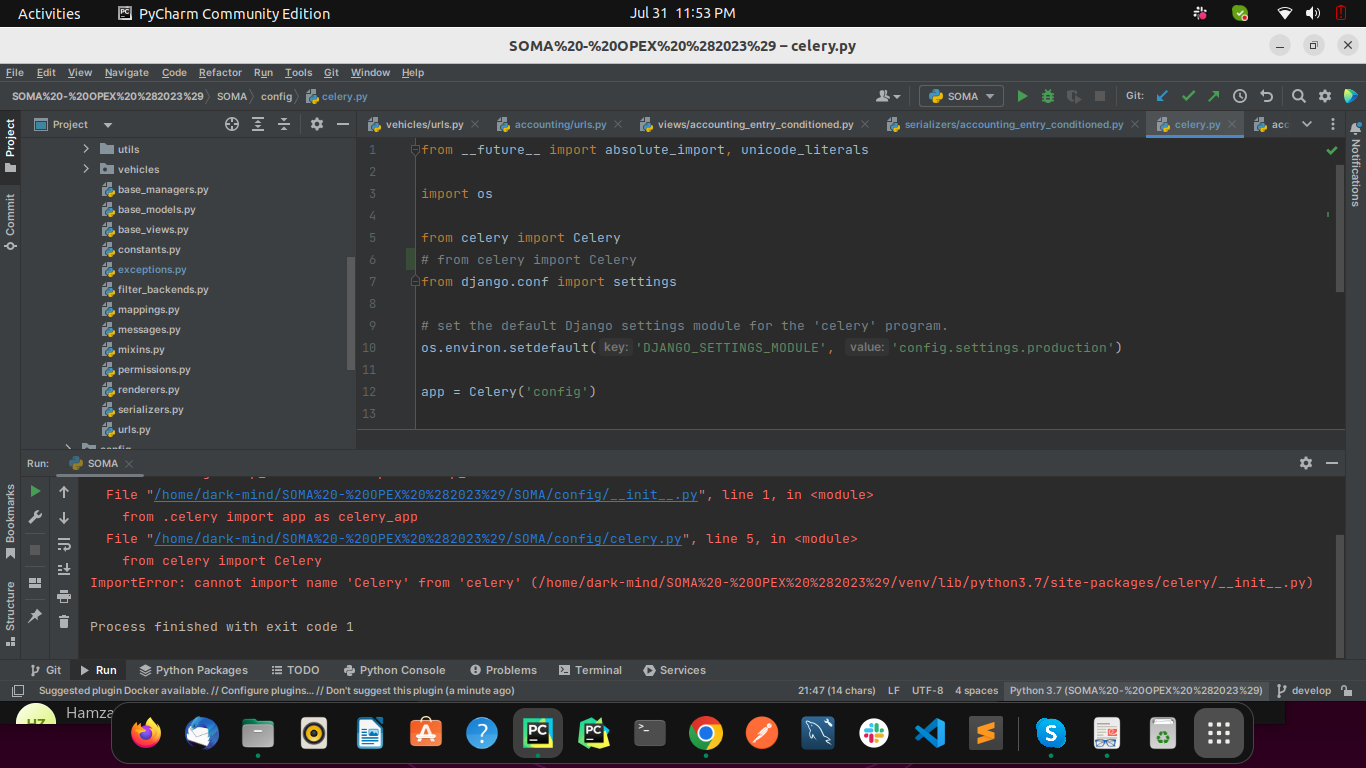 Activities PyCharm Community Edition Jul 31 11:53 PM
SOMA%20-%20OPEX%20%282023%29 – celery.py
File Edit View Navigate Code Refactor Run Tools Git Window Help
SOMA%20-%20OPEX%20%282023%29 SOMA config celery.py SOMA Git:
Project vehicles/urls.py accounting/urls.py views/accounting_entry_conditioned.py serializers/accounting_entry_conditioned.py celery.py acc
Project
Commit
Bookmarks
Structure
Notifications
utils
vehicles
base_managers.py
base_models.py
base_views.py
constants.py
exceptions.py
filter_backends.py
mappings.py
messages.py
mixins.py
permissions.py
renderers.py
serializers.py
urls.py
config
1 from __future__ import absolute_import, unicode_literals
2
3 import os
4
5 from celery import Celery
6 # from celery import Celery
7 from django.conf import settings
8
9 # set the default Django settings module for the 'celery' program.
10 os.environ.setdefault( key: 'DJANGO_SETTINGS_MODULE', value: 'config.settings.production')
11
12 app = Celery('config')
13
Run: SOMA
File "/home/dark-mind/SOMA%20-%20OPEX%20%282023%29/SOMA/config/__init__.py", line 1, in <module>
from .celery import app as celery_app
File "/home/dark-mind/SOMA%20-%20OPEX%20%282023%29/SOMA/config/celery.py", line 5, in <module>
from celery import Celery
ImportError: cannot import name 'Celery' from 'celery' (/home/dark-mind/SOMA%20-%20OPEX%20%282023%29/venv/lib/python3.7/site-packages/celery/__init__.py)
Process finished with exit code 1
Git Run Python Packages TODO Python Console Problems Terminal Services
Suggested plugin Docker available. // Configure plugins... // Don't suggest this plugin (a minute ago) 21:47 (14 chars) LF UTF-8 4 spaces Python 3.7 (SOMA%20-%20OPEX%20%282023%29) develop
HZ Hamza